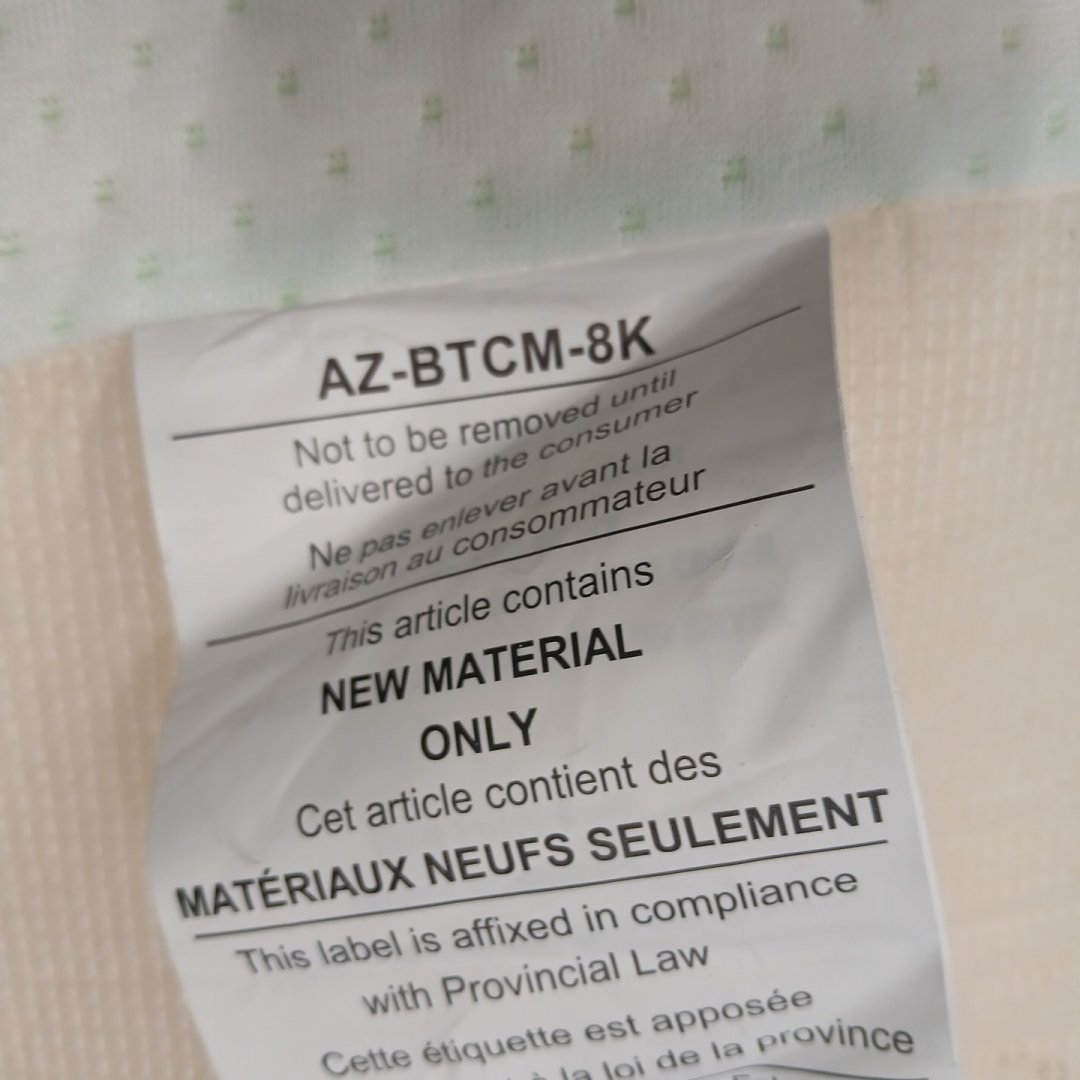 AZ-BTCM-8K
Not to be removed until
delivered to the consumer
Ne pas enlever avant la
livraison au consommateur
This article contains
NEW MATERIAL
ONLY
Cet article contient des
MATÉRIAUX NEUFS SEULEMENT
This label is affixed in compliance
with Provincial Law
Cette étiquette est apposée
à la loi de la province